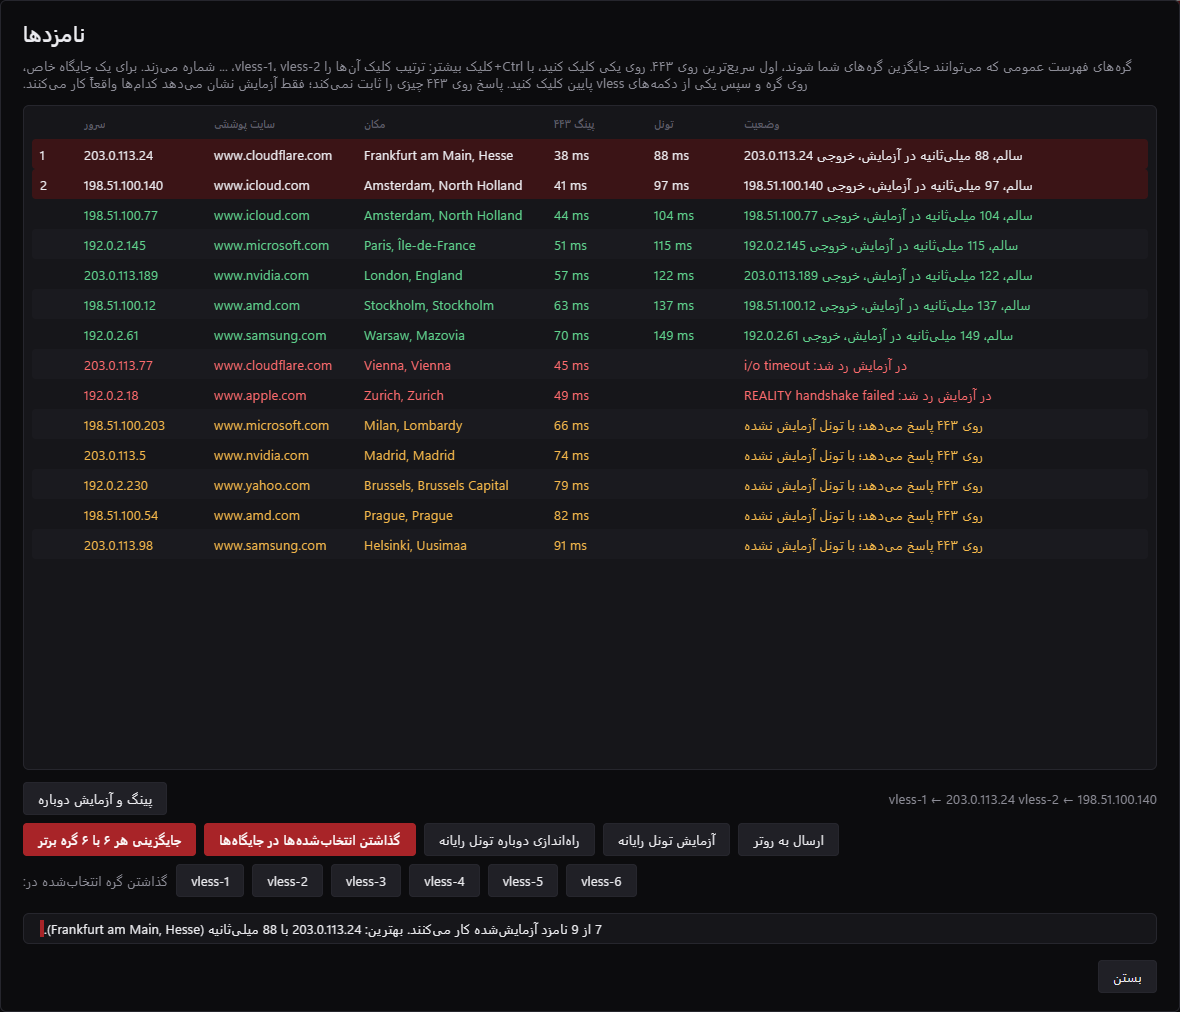 نامزدها
گره‌های فهرست عمومی که می‌توانند جایگزین گره‌های شما شوند، اول سریع‌ترین روی ۴۴۳. روی یکی کلیک کنید، با Ctrl+کلیک بیشتر: ترتیب کلیک آن‌ها را vless-1، vless-2، ... شماره می‌زند. برای یک جایگاه خاص،
روی گره و سپس یکی از دکمه‌های vless پایین کلیک کنید. پاسخ روی ۴۴۳ چیزی را ثابت نمی‌کند؛ فقط آزمایش نشان می‌دهد کدام‌ها واقعاً کار می‌کنند.
سرور سایت پوششی مکان پینگ ۴۴۳ تونل وضعیت
1 203.0.113.24 www.cloudflare.com Frankfurt am Main, Hesse 38 ms 88 ms سالم، 88 میلی‌ثانیه در آزمایش، خروجی 203.0.113.24
2 198.51.100.140 www.icloud.com Amsterdam, North Holland 41 ms 97 ms سالم، 97 میلی‌ثانیه در آزمایش، خروجی 198.51.100.140
198.51.100.77 www.icloud.com Amsterdam, North Holland 44 ms 104 ms سالم، 104 میلی‌ثانیه در آزمایش، خروجی 198.51.100.77
192.0.2.145 www.microsoft.com Paris, Île-de-France 51 ms 115 ms سالم، 115 میلی‌ثانیه در آزمایش، خروجی 192.0.2.145
203.0.113.189 www.nvidia.com London, England 57 ms 122 ms سالم، 122 میلی‌ثانیه در آزمایش، خروجی 203.0.113.189
198.51.100.12 www.amd.com Stockholm, Stockholm 63 ms 137 ms سالم، 137 میلی‌ثانیه در آزمایش، خروجی 198.51.100.12
192.0.2.61 www.samsung.com Warsaw, Mazovia 70 ms 149 ms سالم، 149 میلی‌ثانیه در آزمایش، خروجی 192.0.2.61
203.0.113.77 www.cloudflare.com Vienna, Vienna 45 ms در آزمایش رد شد: i/o timeout
192.0.2.18 www.apple.com Zurich, Zurich 49 ms در آزمایش رد شد: REALITY handshake failed
198.51.100.203 www.microsoft.com Milan, Lombardy 66 ms روی ۴۴۳ پاسخ می‌دهد؛ با تونل آزمایش نشده
203.0.113.5 www.nvidia.com Madrid, Madrid 74 ms روی ۴۴۳ پاسخ می‌دهد؛ با تونل آزمایش نشده
192.0.2.230 www.yahoo.com Brussels, Brussels Capital 79 ms روی ۴۴۳ پاسخ می‌دهد؛ با تونل آزمایش نشده
198.51.100.54 www.amd.com Prague, Prague 82 ms روی ۴۴۳ پاسخ می‌دهد؛ با تونل آزمایش نشده
203.0.113.98 www.samsung.com Helsinki, Uusimaa 91 ms روی ۴۴۳ پاسخ می‌دهد؛ با تونل آزمایش نشده
پینگ و آزمایش دوباره
vless-1 ← 203.0.113.24 vless-2 ← 198.51.100.140
جایگزینی هر ۶ با ۶ گره برتر گذاشتن انتخاب‌شده‌ها در جایگاه‌ها راه‌اندازی دوباره تونل رایانه آزمایش تونل رایانه ارسال به روتر
گذاشتن گره انتخاب‌شده در: vless-1 vless-2 vless-3 vless-4 vless-5 vless-6
7 از 9 نامزد آزمایش‌شده کار می‌کنند. بهترین: 203.0.113.24 با 88 میلی‌ثانیه (Frankfurt am Main, Hesse).
بستن